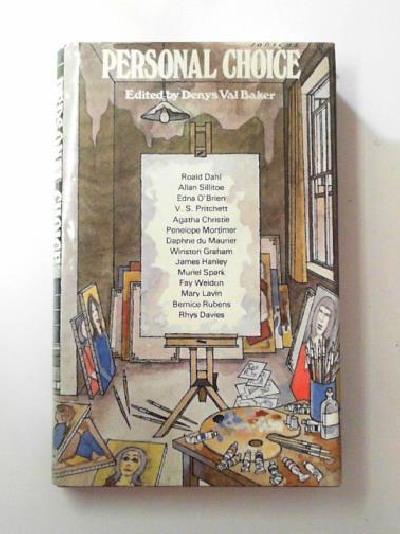 PERSONAL CHOICE
Edited by Denys Val Baker
Roald Dahl
Allan Sillitoe
Edna O'Brien
V. S. Pritchett
Agatha Christie
Penelope Mortimer
Daphne du Maurier
Winston Graham
James Hanley
Muriel Spark
Fay Weldon
Mary Lavin
Bernice Rubens
Rhys Davies